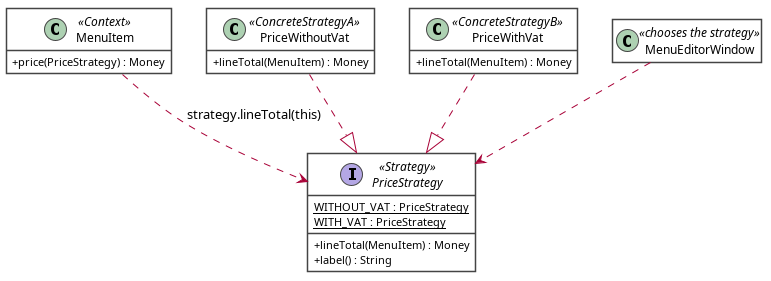 C
«Context»
MenuItem
+price(PriceStrategy) : Money
C
«ConcreteStrategyA»
PriceWithoutVat
+lineTotal(MenuItem) : Money
C
«ConcreteStrategyB»
PriceWithVat
+lineTotal(MenuItem) : Money
C
«chooses the strategy»
MenuEditorWindow
strategy.lineTotal(this)
I
«Strategy»
PriceStrategy
WITHOUT_VAT : PriceStrategy
WITH_VAT : PriceStrategy
+lineTotal(MenuItem) : Money
+label() : String